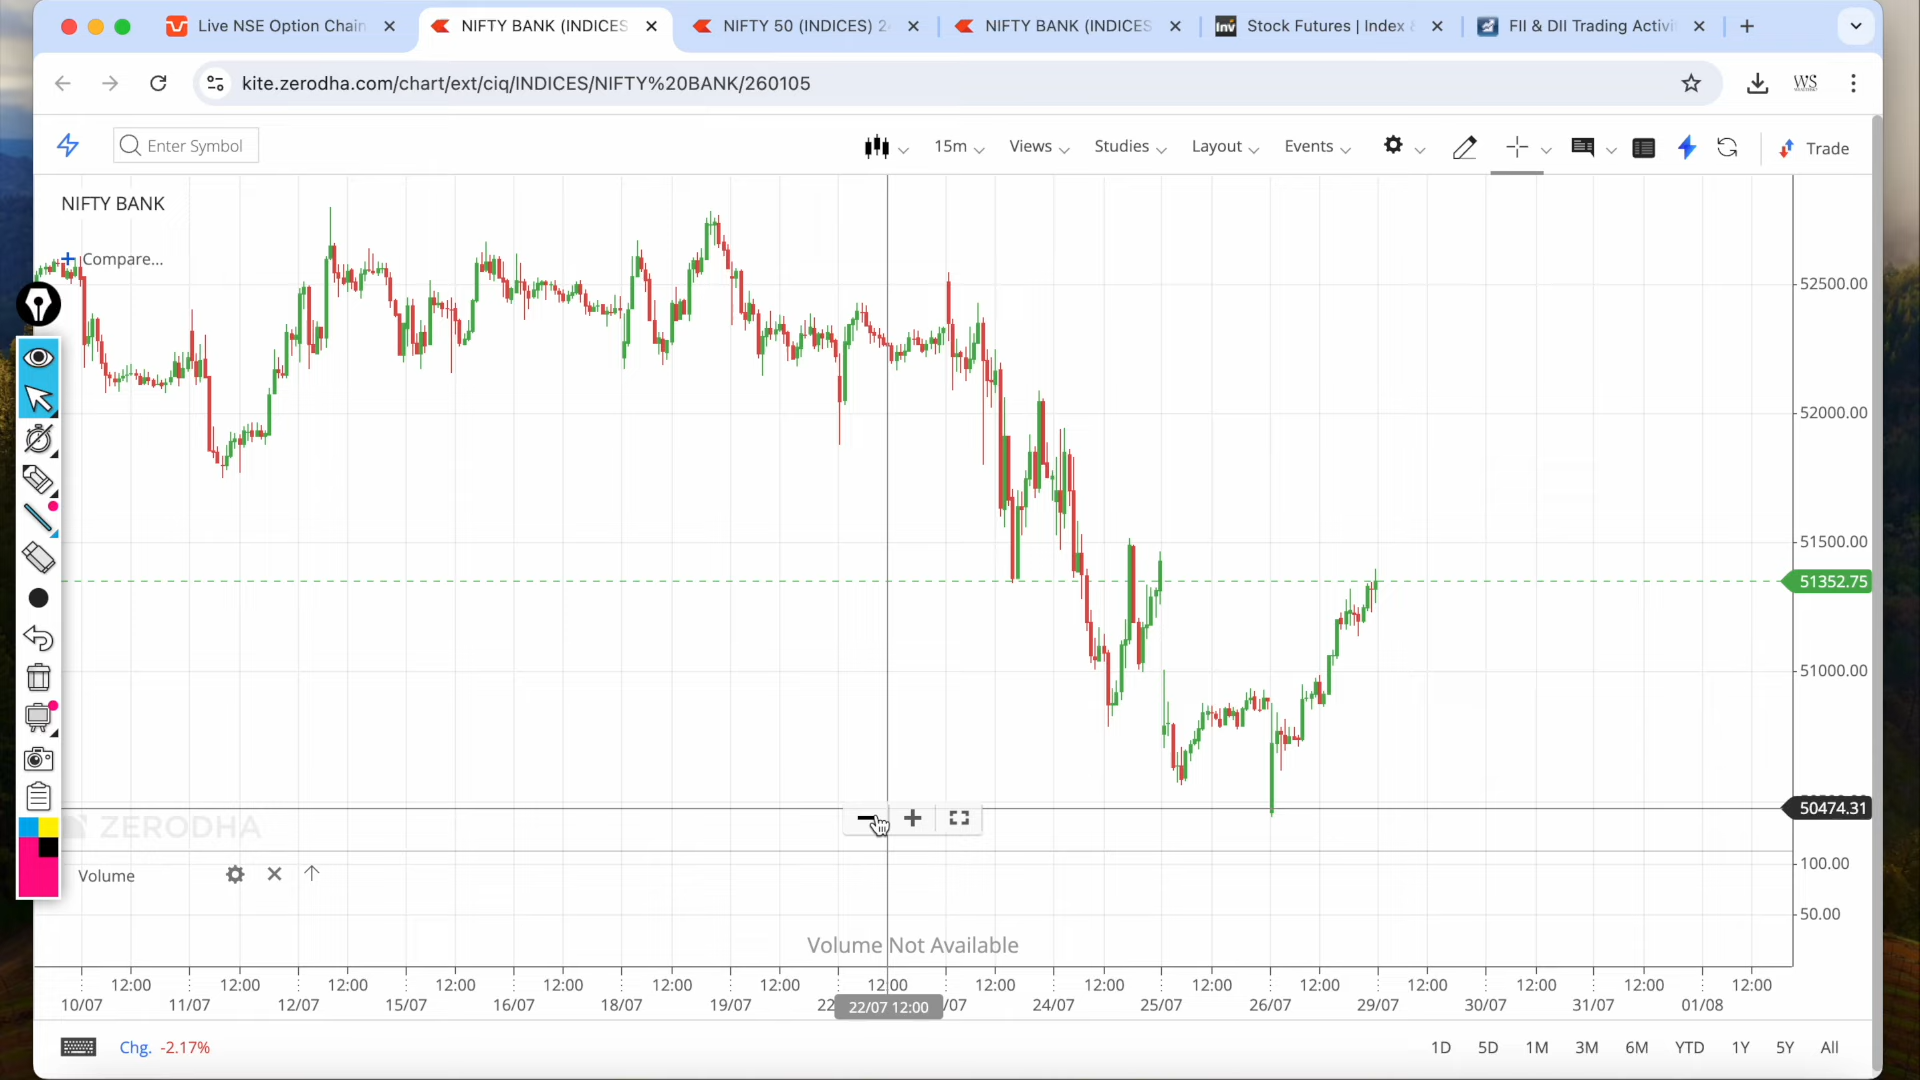 Live NSE Option Chain
NIFTY BANK (INDICES
NIFTY 50 (INDICES) 2
NIFTY BANK (INDICES
Inv
Stock Futures | Index
FII & DII Trading Activi
kite.zerodha.com/chart/ext/ciq/INDICES/NIFTY%20BANK/260105
WS
Enter Symbol
15m
Views
Studies
Layout
Events
Trade
NIFTY BANK
Compare...
52500.00
52000.00
51500.00
51352.75
51000.00
50474.31
ZERODHA
Volume
100.00
50.00
Volume Not Available
12:00 12:00 12:00 12:00 12:00 12:00 12:00 12:00 12:00 12:00 12:00 12:00 12:00 12:00 12:00 12:00
10/07 11/07 12/07 15/07 16/07 18/07 19/07 22 22/07 12:00 /07 24/07 25/07 26/07 29/07 30/07 31/07 01/08
Chg. -2.17%
1D 5D 1M 3M 6M YTD 1Y 5Y All